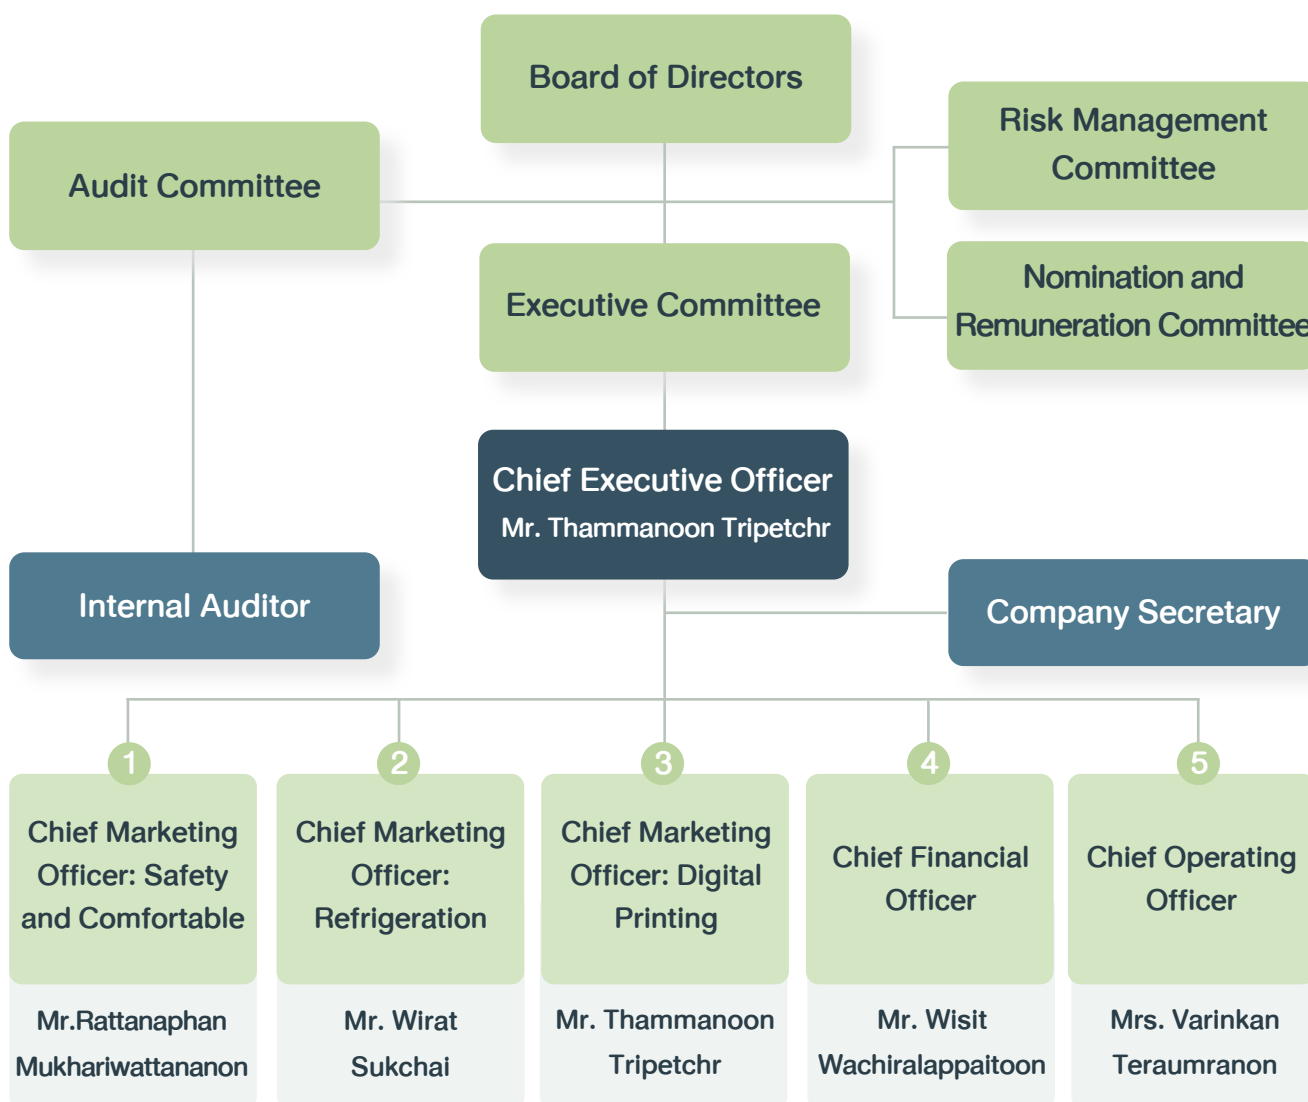 Board of Directors
Risk Management
Committee
Audit Committee
Nomination and
Remuneration Committee
Executive Committee
Chief Executive Officer
Mr. Thammanoon Tripetchr
Internal Auditor
Company Secretary
1
Chief Marketing
Officer: Safety
and Comfortable
Mr.Rattanaphan
Mukhariwattananon
2
Chief Marketing
Officer:
Refrigeration
Mr. Wirat
Sukchai
3
Chief Marketing
Officer: Digital
Printing
Mr. Thammanoon
Tripetchr
4
Chief Financial
Officer
Mr. Wisit
Wachiralappaitoon
5
Chief Operating
Officer
Mrs. Varinkan
Teraumranon